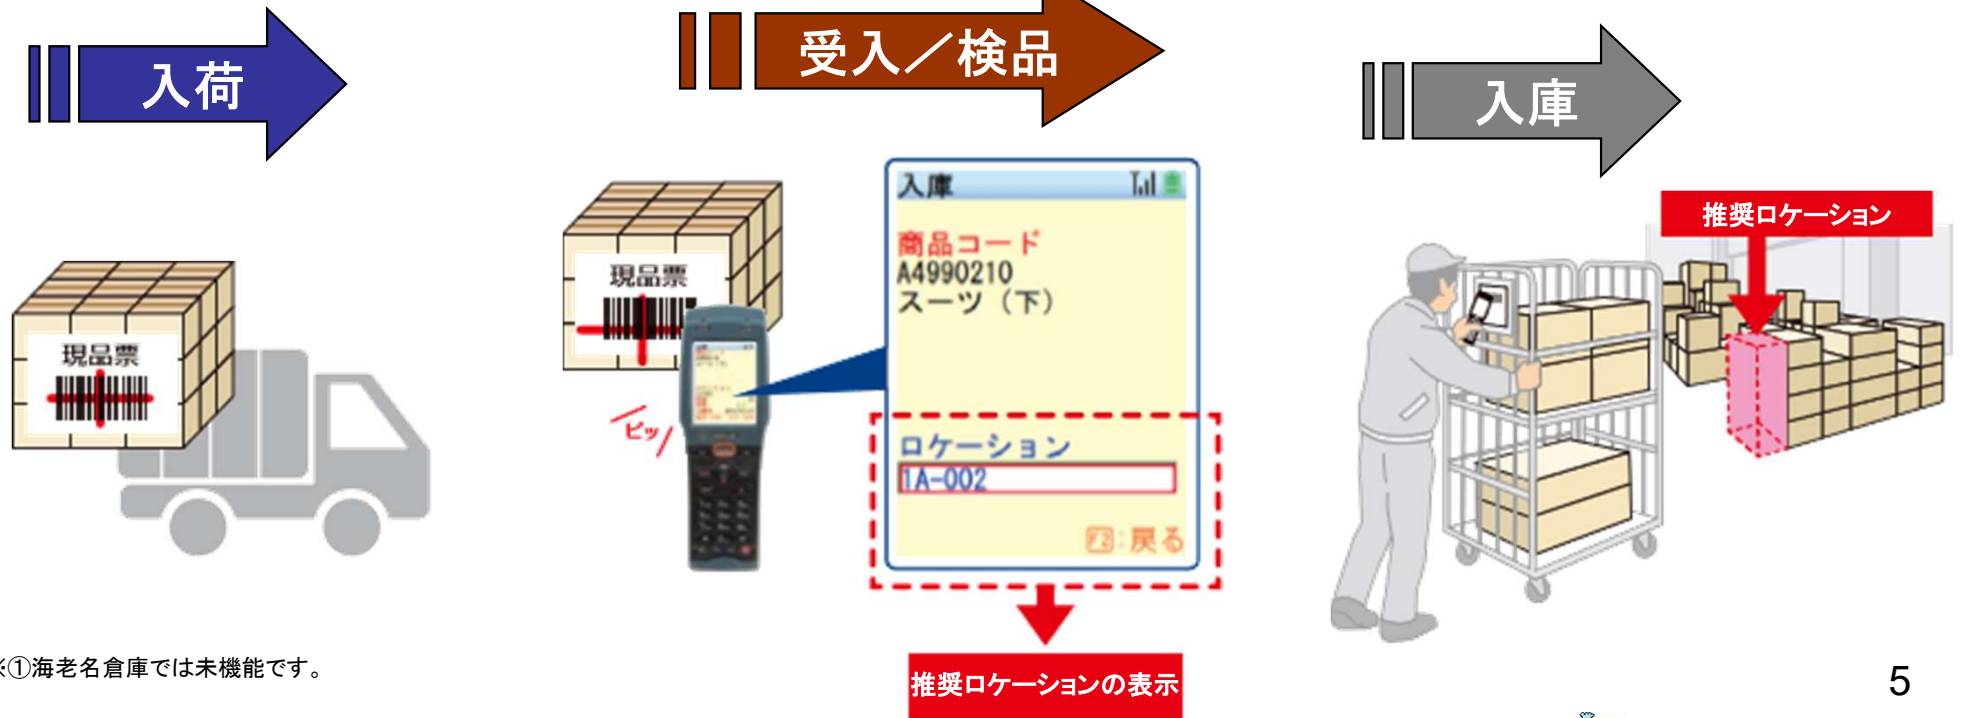 入荷
受入／検品
入庫
現品票
現品票
ピッ
入庫
商品コード
A4990210
スーツ（下）
ロケーション
1A-002
F2:戻る
推奨ロケーションの表示
推奨ロケーション
※①海老名倉庫では未機能です。
5